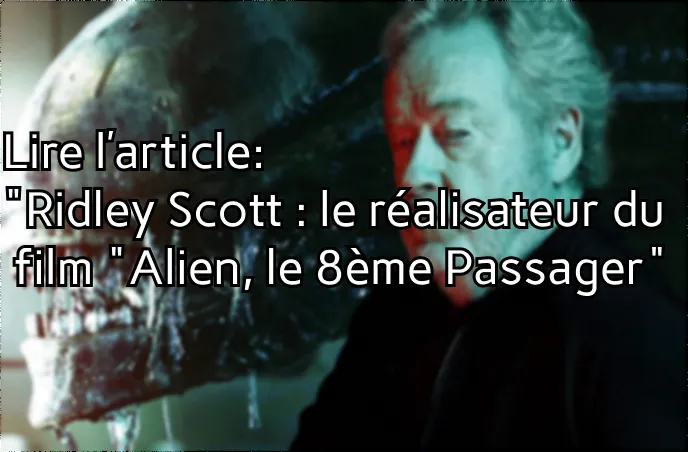 Lire l'article:
"Ridley Scott : le réalisateur du
film "Alien, le 8ème Passager"